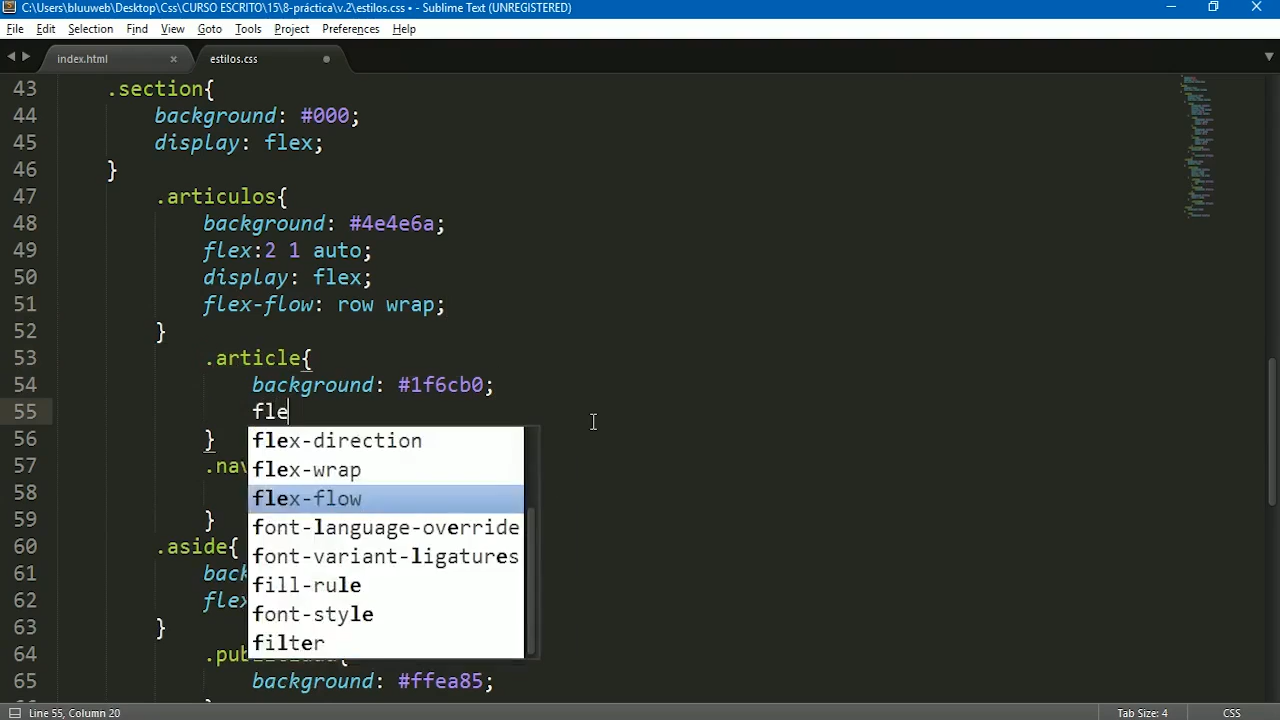 C:\Users\bluuweb\Desktop\Css\CURSO ESCRITO\15\8-práctica\v.2\estilos.css • - Sublime Text (UNREGISTERED)
File Edit Selection Find View Goto Tools Project Preferences Help
index.html × estilos.css
43 .section{
44 background: #000;
45 display: flex;
46 }
47 .articulos{
48 background: #4e4e6a;
49 flex:2 1 auto;
50 display: flex;
51 flex-flow: row wrap;
52 }
53 .article{
54 background: #1f6cb0;
55 fle
56 }
flex-direction
57 .nav
flex-wrap
58
flex-flow
59 }
font-language-override
60 .aside{
font-variant-ligatures
61 bac
fill-rule
62 flex
font-style
63 }
filter
64
65 background: #ffea85;
Line 55, Column 20 Tab Size: 4 CSS